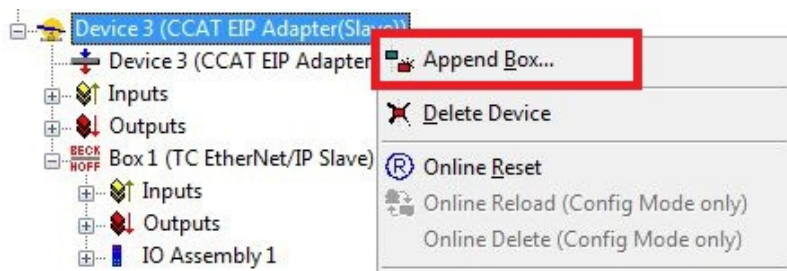 Device 3 (CCAT EIP Adapter(Slave))
Device 3 (CCAT EIP Adapter
Inputs
Outputs
BECK
HOFF
Box 1 (TC EtherNet/IP Slave)
Inputs
Outputs
IO Assembly 1
Append Box...
Delete Device
Online Reset
Online Reload (Config Mode only)
Online Delete (Config Mode only)